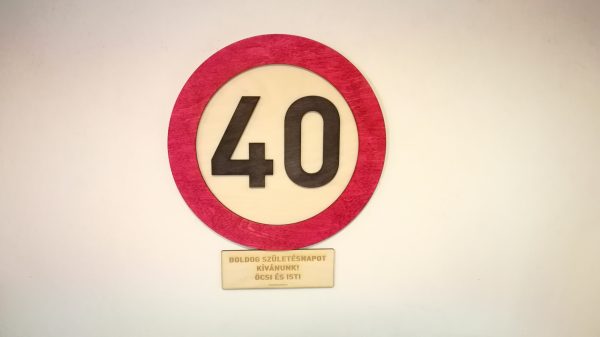 40
BOLDOG SZÜLETÉSNAPOT
KÍVÁNUNK!
ÖCSI ÉS ISTI